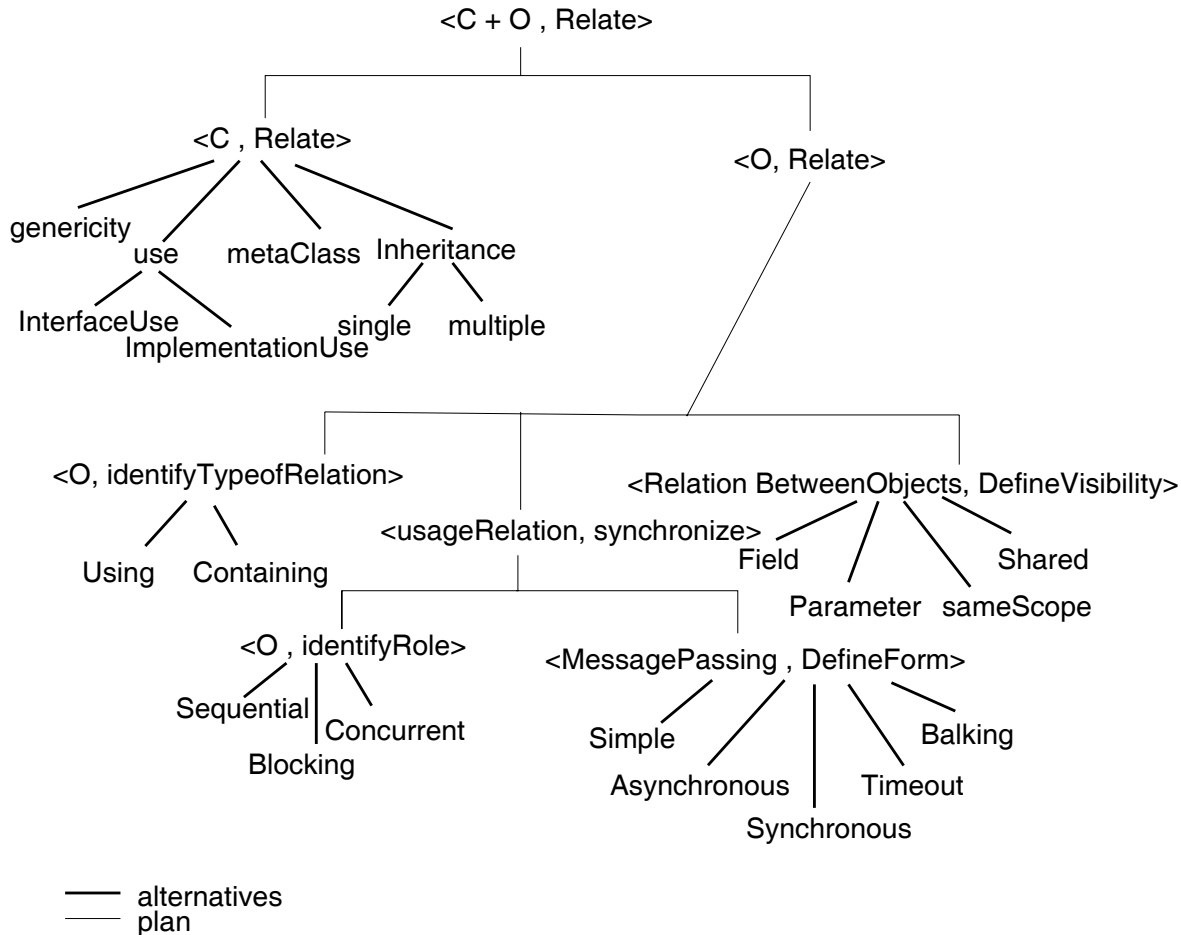 <C + O , Relate>
<C , Relate>
<O, Relate>
genericity
use
metaClass
Inheritance
InterfaceUse
ImplementationUse
single
multiple
<O, identifyTypeofRelation>
<Relation BetweenObjects, DefineVisibility>
<usageRelation, synchronize>
Using
Containing
Field
Shared
Parameter
sameScope
<O , identifyRole>
<MessagePassing , DefineForm>
Sequential
Concurrent
Blocking
Simple
Balking
Asynchronous
Timeout
Synchronous
alternatives
plan